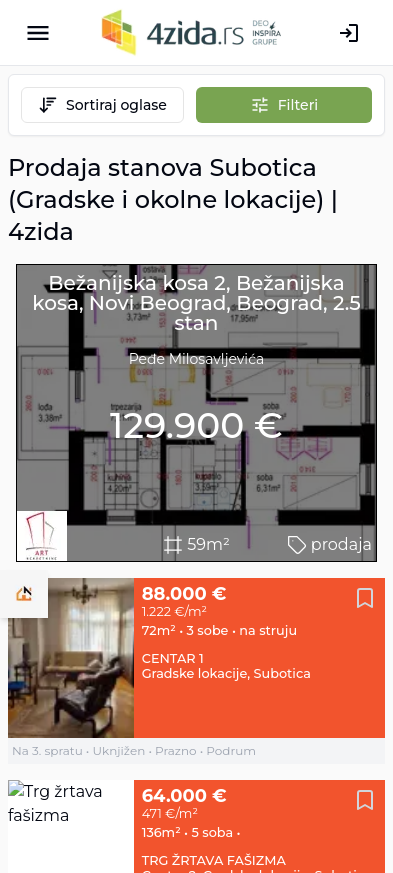 4zida.rs
DEO
INSPIRA
GRUPE
Sortiraj oglase
Filteri
Prodaja stanova Subotica
(Gradske i okolne lokacije) |
4zida
Bežanijska kosa 2, Bežanijska
kosa, Novi Beograd, Beograd, 2.5
stan
Peđe Milosavljevića
129.900 €
ostava
3,73m²
17,95m²
lođa
3,38m²
trpezarija
soba
kuhinja
4,20m²
kupatilo
3,59m²
soba
6,31m²
ART
NEKRETNINE
59m²
prodaja
88.000 €
1.222 €/m²
72m² • 3 sobe • na struju
CENTAR 1
Gradske lokacije, Subotica
Na 3. spratu • Uknjižen • Prazno • Podrum
Trg žrtava
fašizma
64.000 €
471 €/m²
136m² • 5 soba •
TRG ŽRTAVA FAŠIZMA